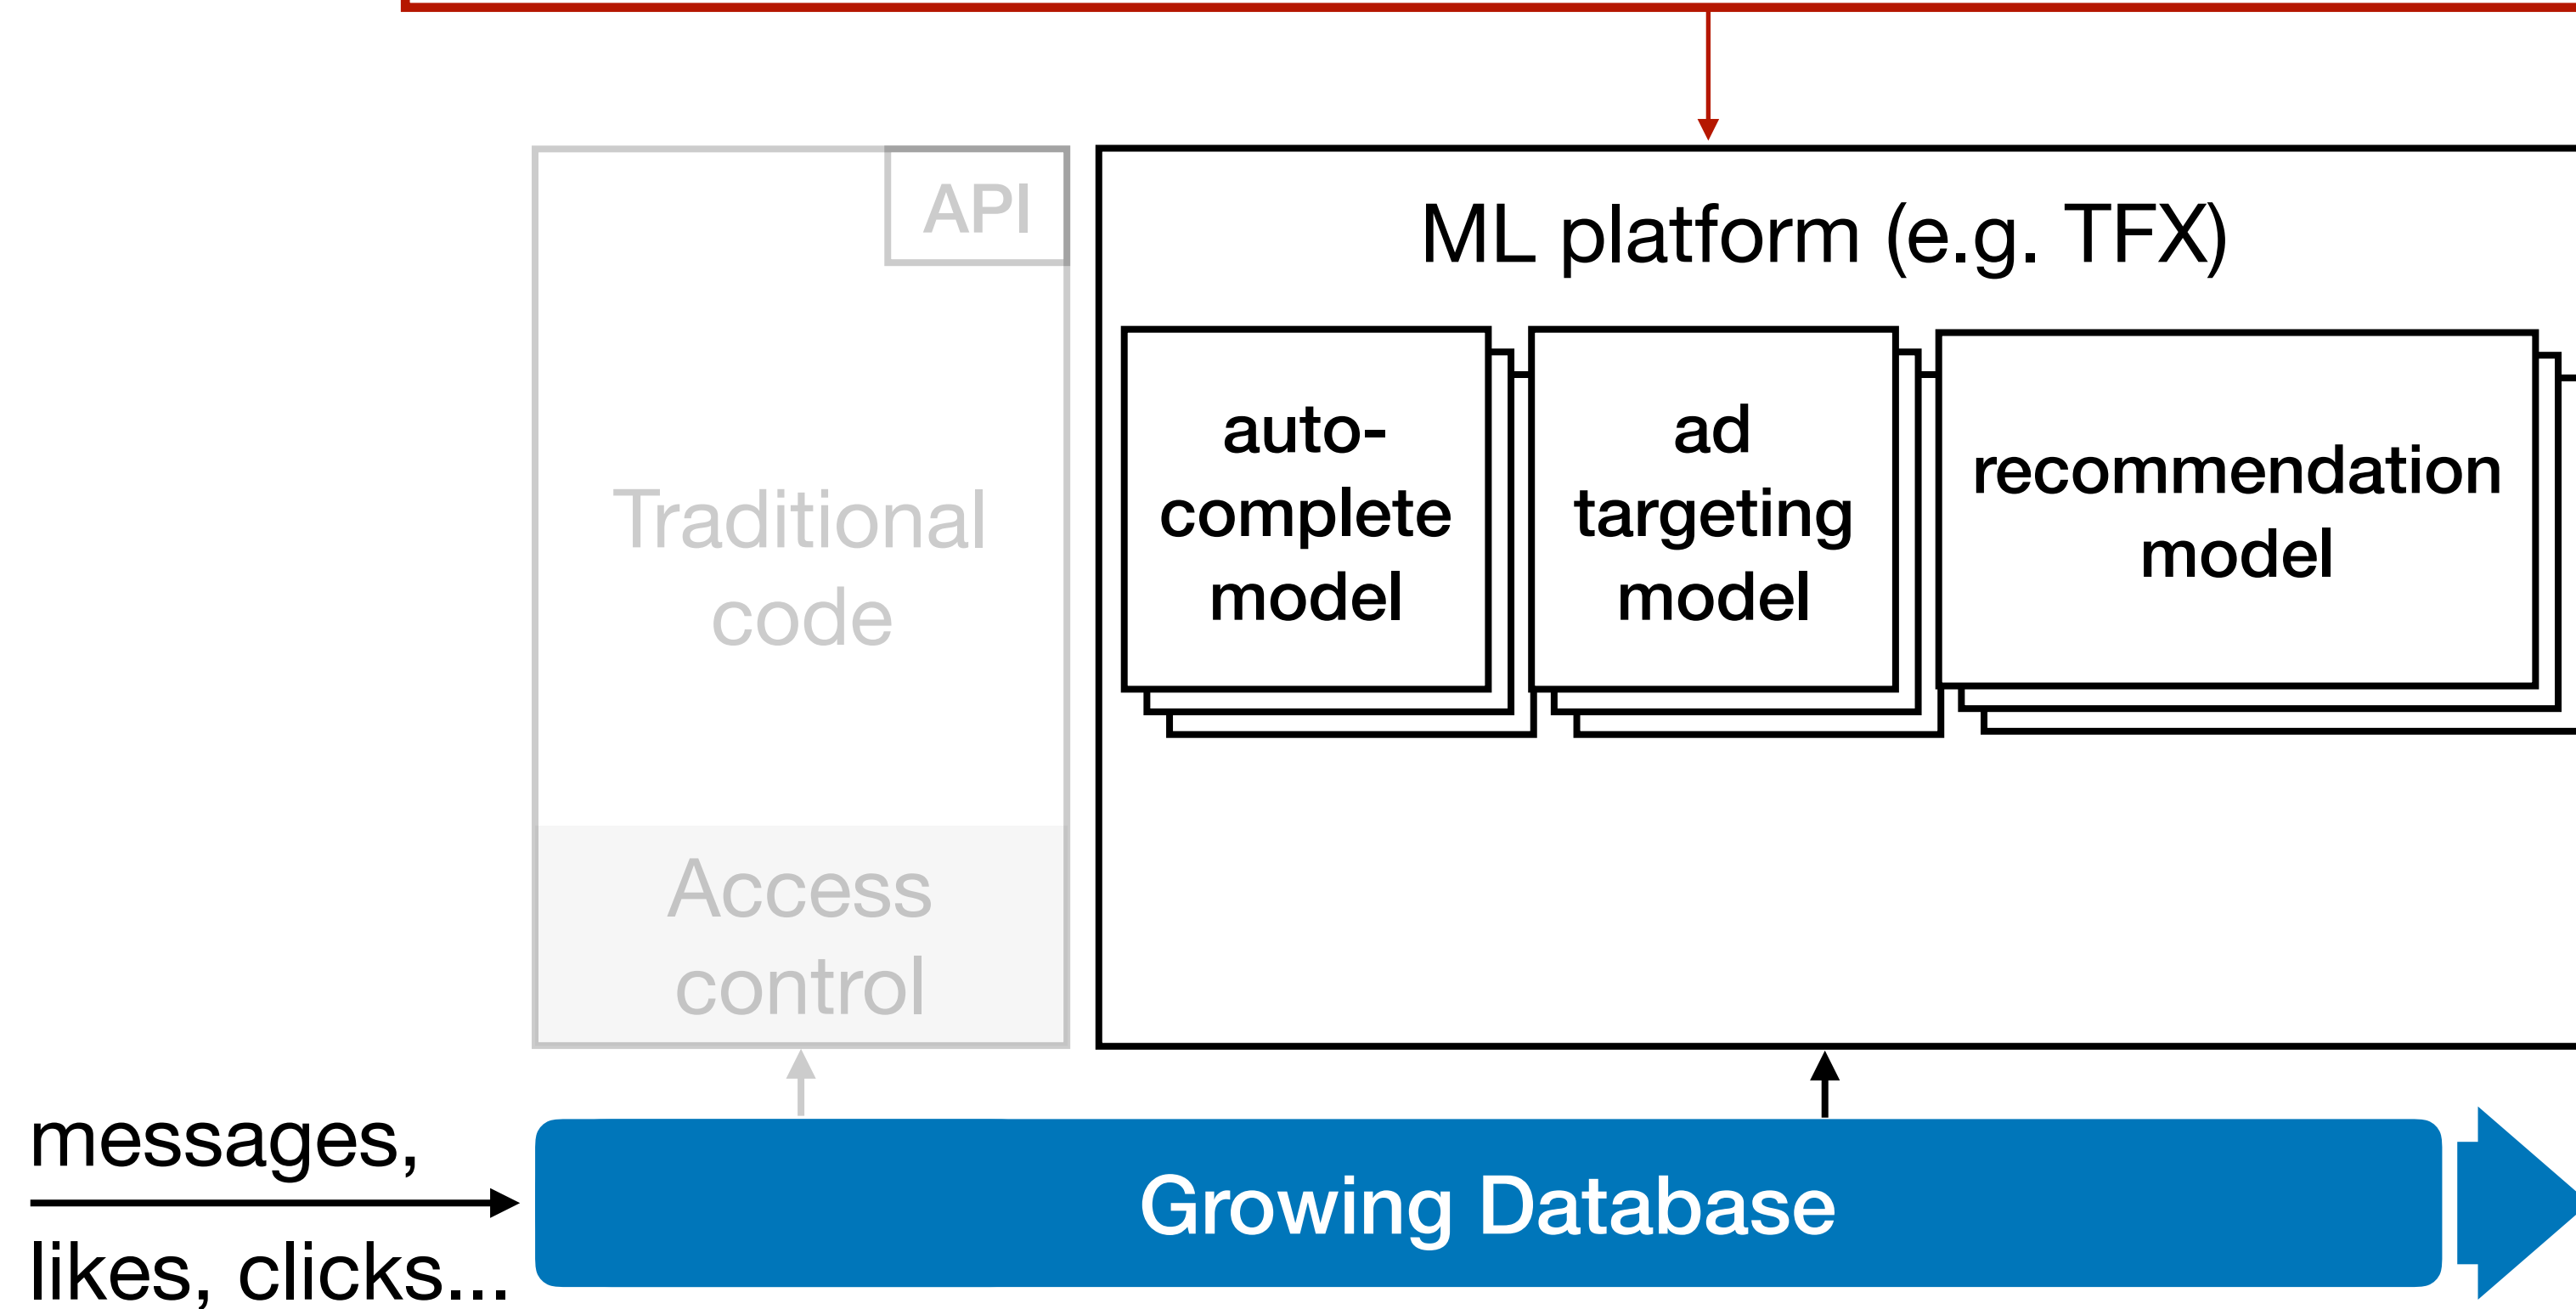 API
Traditional
code
Access
control
ML platform (e.g. TFX)
auto-
complete
model
ad
targeting
model
recommendation
model
messages,
likes, clicks...
Growing Database